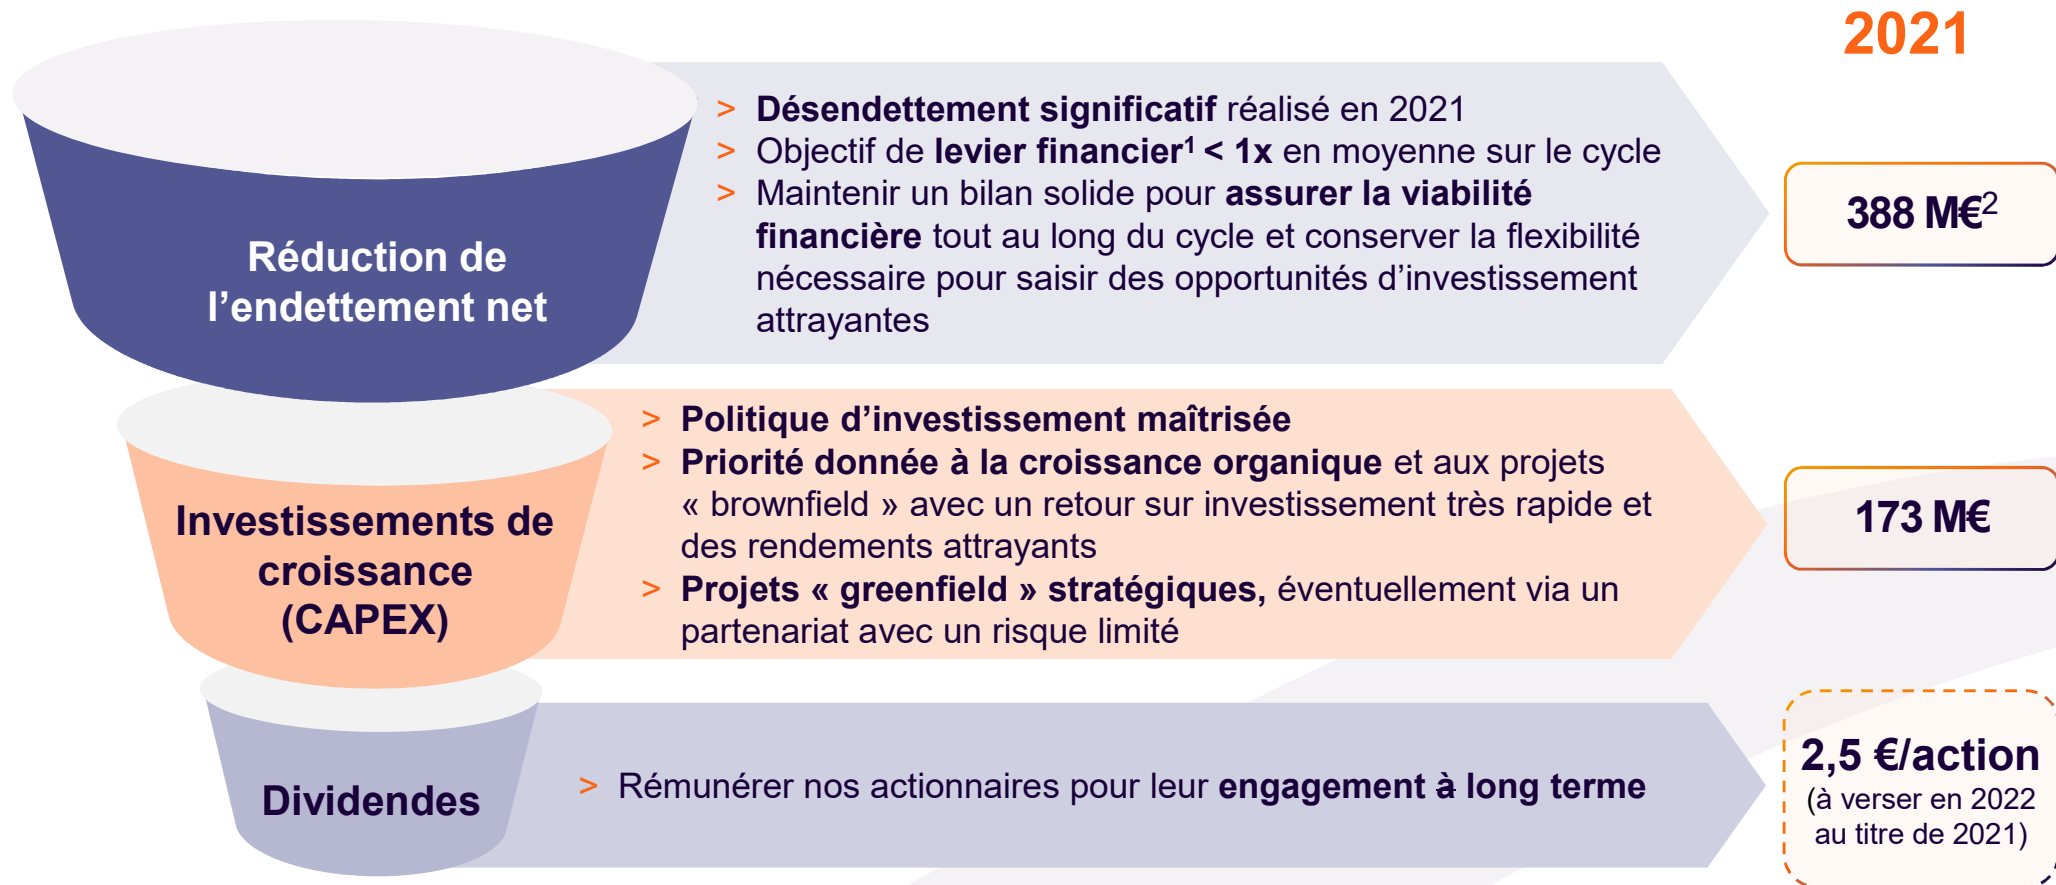 2021
Réduction de
l’endettement net
> Désendettement significatif réalisé en 2021
> Objectif de levier financier¹ < 1x en moyenne sur le cycle
> Maintenir un bilan solide pour assurer la viabilité
financière tout au long du cycle et conserver la flexibilité
nécessaire pour saisir des opportunités d’investissement
attrayantes
388 M€²
Investissements de
croissance
(CAPEX)
> Politique d’investissement maîtrisée
> Priorité donnée à la croissance organique et aux projets
« brownfield » avec un retour sur investissement très rapide et
des rendements attrayants
> Projets « greenfield » stratégiques, éventuellement via un
partenariat avec un risque limité
173 M€
Dividendes
> Rémunérer nos actionnaires pour leur engagement à long terme
2,5 €/action
(à verser en 2022
au titre de 2021)